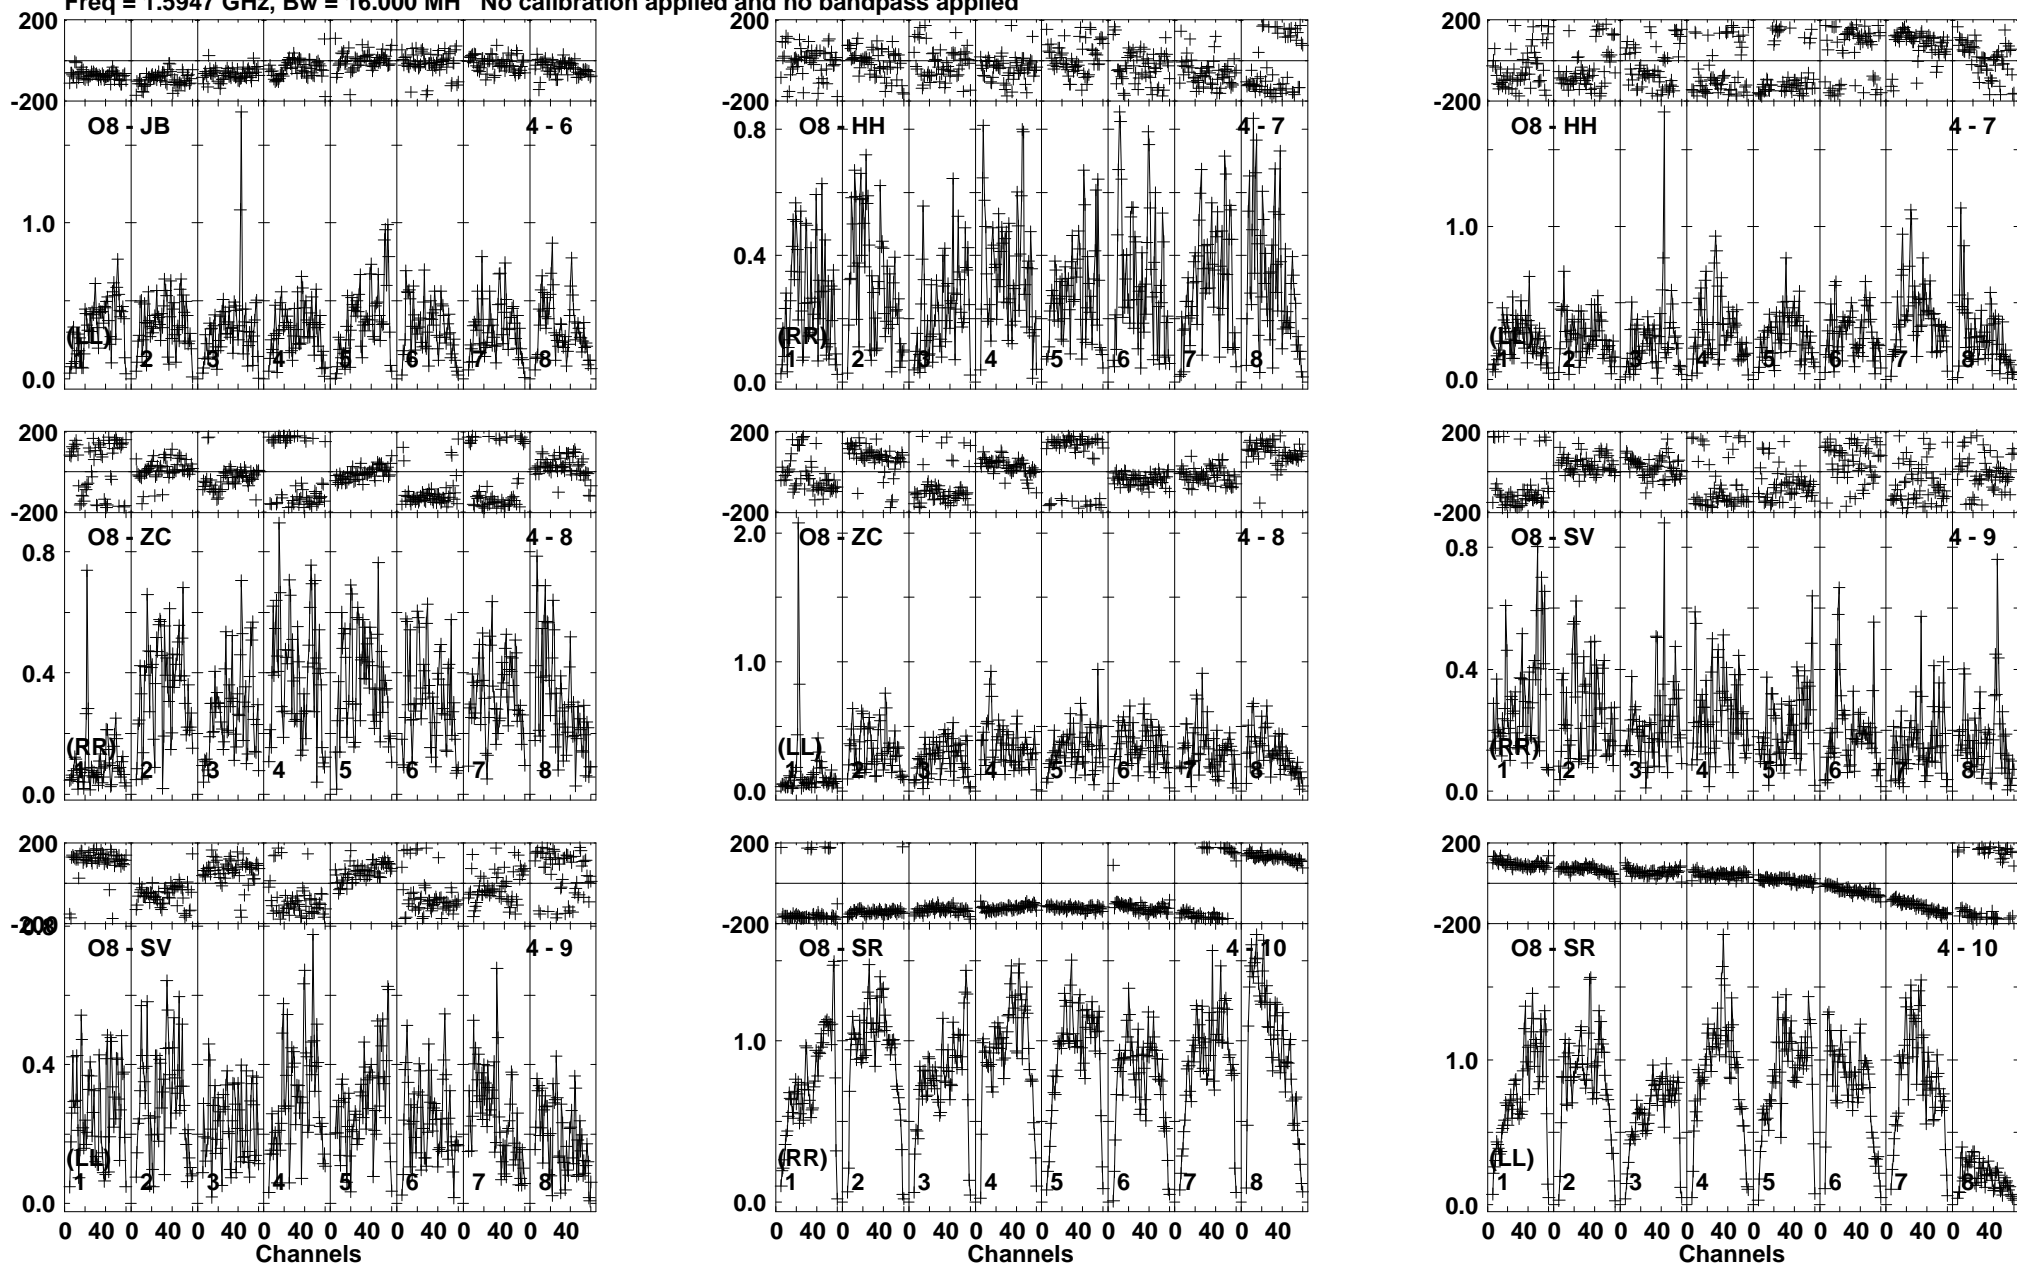 Freq = 1.5947 GHz, Bw = 16.000 MH No calibration applied and no bandpass applied
200 200 200
-200 -200 -200
O8 - JB 4 - 6 O8 - HH 4 - 7 O8 - HH 4 - 7
0.8
1.0 1.0
0.4
(LL) (RR) (LL)
1 2 3 4 5 6 7 8 1 2 3 4 5 6 7 8 1 2 3 4 5 6 7 8
0.0 0.0 0.0
200 200 200
-200 -200 -200
O8 - ZC 4 - 8 O8 - ZC 4 - 8 O8 - SV 4 - 9
0.8 2.0 0.8
0.4 1.0 0.4
(RR) (LL) (RR)
1 2 3 4 5 6 7 8 1 2 3 4 5 6 7 8 1 2 3 4 5 6 7 8
0.0 0.0 0.0
200 200 200
-200 -200 -200
0.8
O8 - SV 4 - 9 O8 - SR 4 - 10 O8 - SR 4 - 10
0.4 1.0 1.0
(LL) (RR) (LL)
1 2 3 4 5 6 7 8 1 2 3 4 5 6 7 8 1 2 3 4 5 6 7 8
0.0 0.0 0.0
0 40 0 40 0 40 0 40 0 40 0 40 0 40 0 40 0 40 0 40 0 40 0 40 0 40 0 40 0 40 0 40 0 40 0 40 0 40 0 40 0 40 0 40 0 40 0 40
Channels Channels Channels